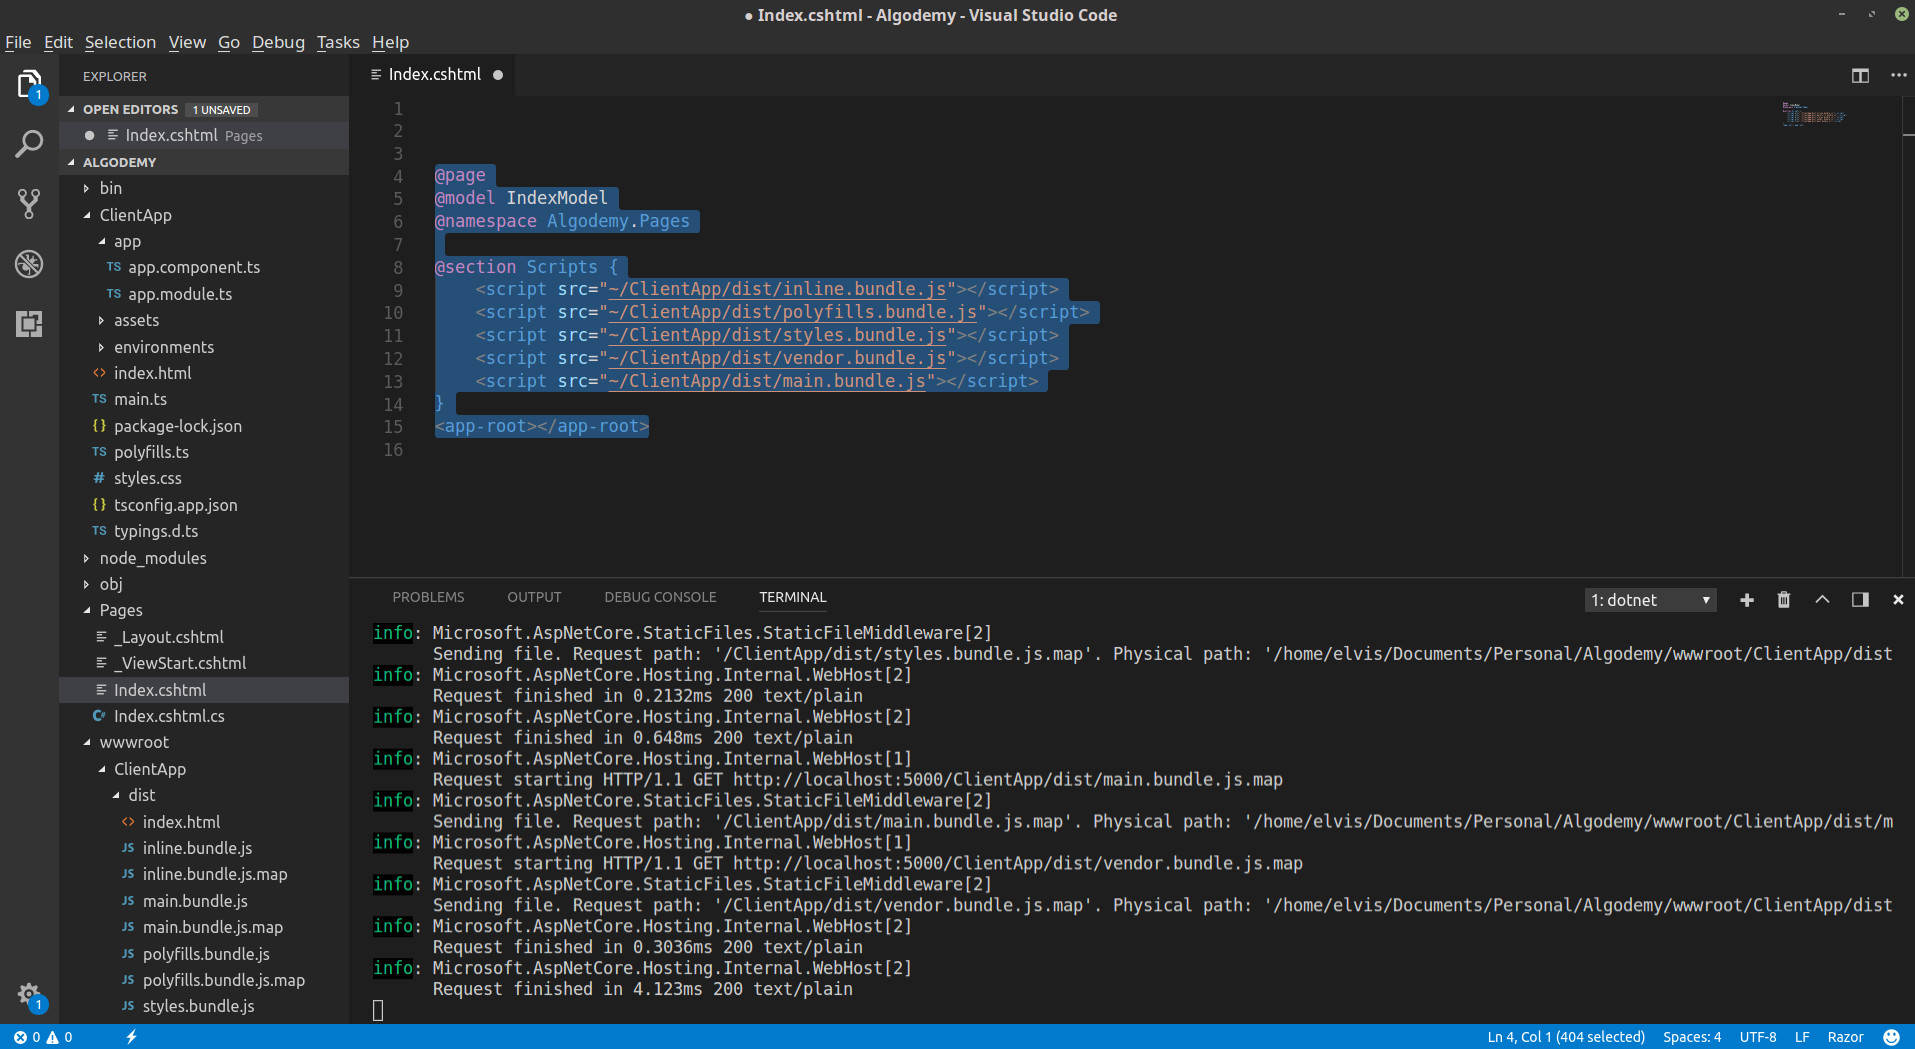 ● Index.cshtml - Algodemy - Visual Studio Code
File Edit Selection View Go Debug Tasks Help
EXPLORER
OPEN EDITORS 1 UNSAVED
Index.cshtml Pages
ALGODEMY
bin
ClientApp
app
TS app.component.ts
TS app.module.ts
assets
environments
<> index.html
TS main.ts
{} package-lock.json
TS polyfills.ts
# styles.css
{} tsconfig.app.json
TS typings.d.ts
node_modules
obj
Pages
_Layout.cshtml
_ViewStart.cshtml
Index.cshtml
C# Index.cshtml.cs
wwwroot
ClientApp
dist
<> index.html
JS inline.bundle.js
JS inline.bundle.js.map
JS main.bundle.js
JS main.bundle.js.map
JS polyfills.bundle.js
JS polyfills.bundle.js.map
JS styles.bundle.js
1
1
Index.cshtml ●
1
2
3
4 @page
5 @model IndexModel
6 @namespace Algodemy.Pages
7
8 @section Scripts {
9     <script src="~/ClientApp/dist/inline.bundle.js"></script>
10     <script src="~/ClientApp/dist/polyfills.bundle.js"></script>
11     <script src="~/ClientApp/dist/styles.bundle.js"></script>
12     <script src="~/ClientApp/dist/vendor.bundle.js"></script>
13     <script src="~/ClientApp/dist/main.bundle.js"></script>
14 }
15 <app-root></app-root>
16
PROBLEMS OUTPUT DEBUG CONSOLE TERMINAL 1: dotnet
info: Microsoft.AspNetCore.StaticFiles.StaticFileMiddleware[2]
Sending file. Request path: '/ClientApp/dist/styles.bundle.js.map'. Physical path: '/home/elvis/Documents/Personal/Algodemy/wwwroot/ClientApp/dist
info: Microsoft.AspNetCore.Hosting.Internal.WebHost[2]
Request finished in 0.2132ms 200 text/plain
info: Microsoft.AspNetCore.Hosting.Internal.WebHost[2]
Request finished in 0.648ms 200 text/plain
info: Microsoft.AspNetCore.Hosting.Internal.WebHost[1]
Request starting HTTP/1.1 GET http://localhost:5000/ClientApp/dist/main.bundle.js.map
info: Microsoft.AspNetCore.StaticFiles.StaticFileMiddleware[2]
Sending file. Request path: '/ClientApp/dist/main.bundle.js.map'. Physical path: '/home/elvis/Documents/Personal/Algodemy/wwwroot/ClientApp/dist/m
info: Microsoft.AspNetCore.Hosting.Internal.WebHost[1]
Request starting HTTP/1.1 GET http://localhost:5000/ClientApp/dist/vendor.bundle.js.map
info: Microsoft.AspNetCore.StaticFiles.StaticFileMiddleware[2]
Sending file. Request path: '/ClientApp/dist/vendor.bundle.js.map'. Physical path: '/home/elvis/Documents/Personal/Algodemy/wwwroot/ClientApp/dist
info: Microsoft.AspNetCore.Hosting.Internal.WebHost[2]
Request finished in 0.3036ms 200 text/plain
info: Microsoft.AspNetCore.Hosting.Internal.WebHost[2]
Request finished in 4.123ms 200 text/plain
0 0 Ln 4, Col 1 (404 selected) Spaces: 4 UTF-8 LF Razor